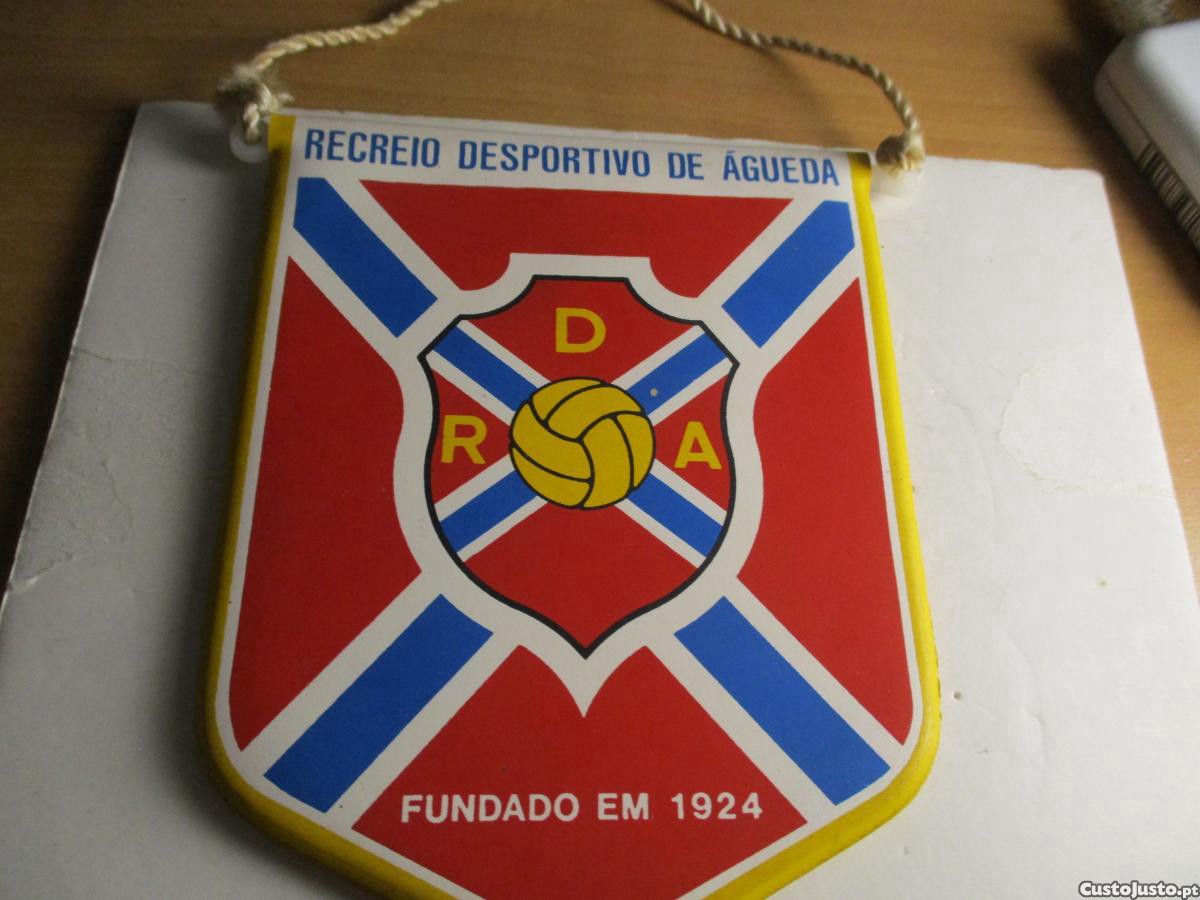 RECREIO DESPORTIVO DE ÁGUEDA
D
R A
FUNDADO EM 1924
CustoJusto.pt